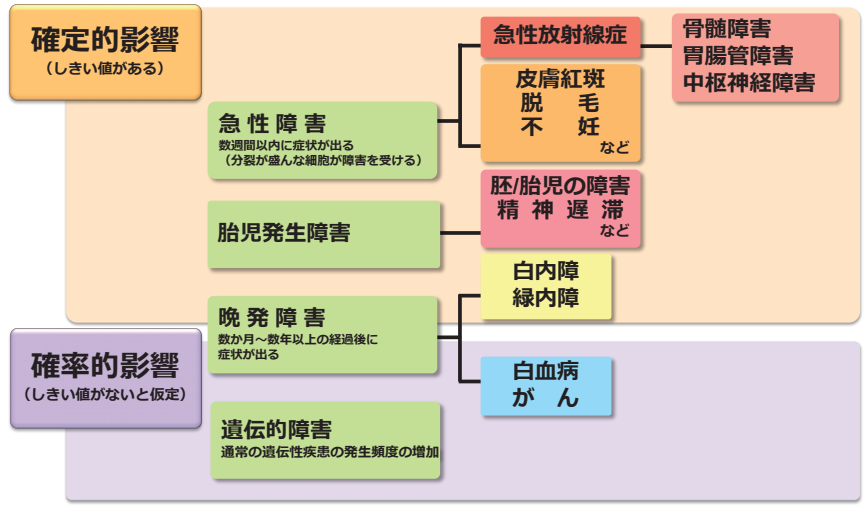 確定的影響
（しきい値がある）
急性障害
数週間以内に症状が出る
（分裂が盛んな細胞が障害を受ける）
急性放射線症
骨髄障害
胃腸管障害
中枢神経障害
皮膚紅斑
脱毛
不妊
など
胎児発生障害
胚/胎児の障害
精神遅滞
など
晩発障害
数か月～数年以上の経過後に
症状が出る
白内障
緑内障
確率的影響
（しきい値がないと仮定）
白血病
がん
遺伝的障害
通常の遺伝性疾患の発生頻度の増加